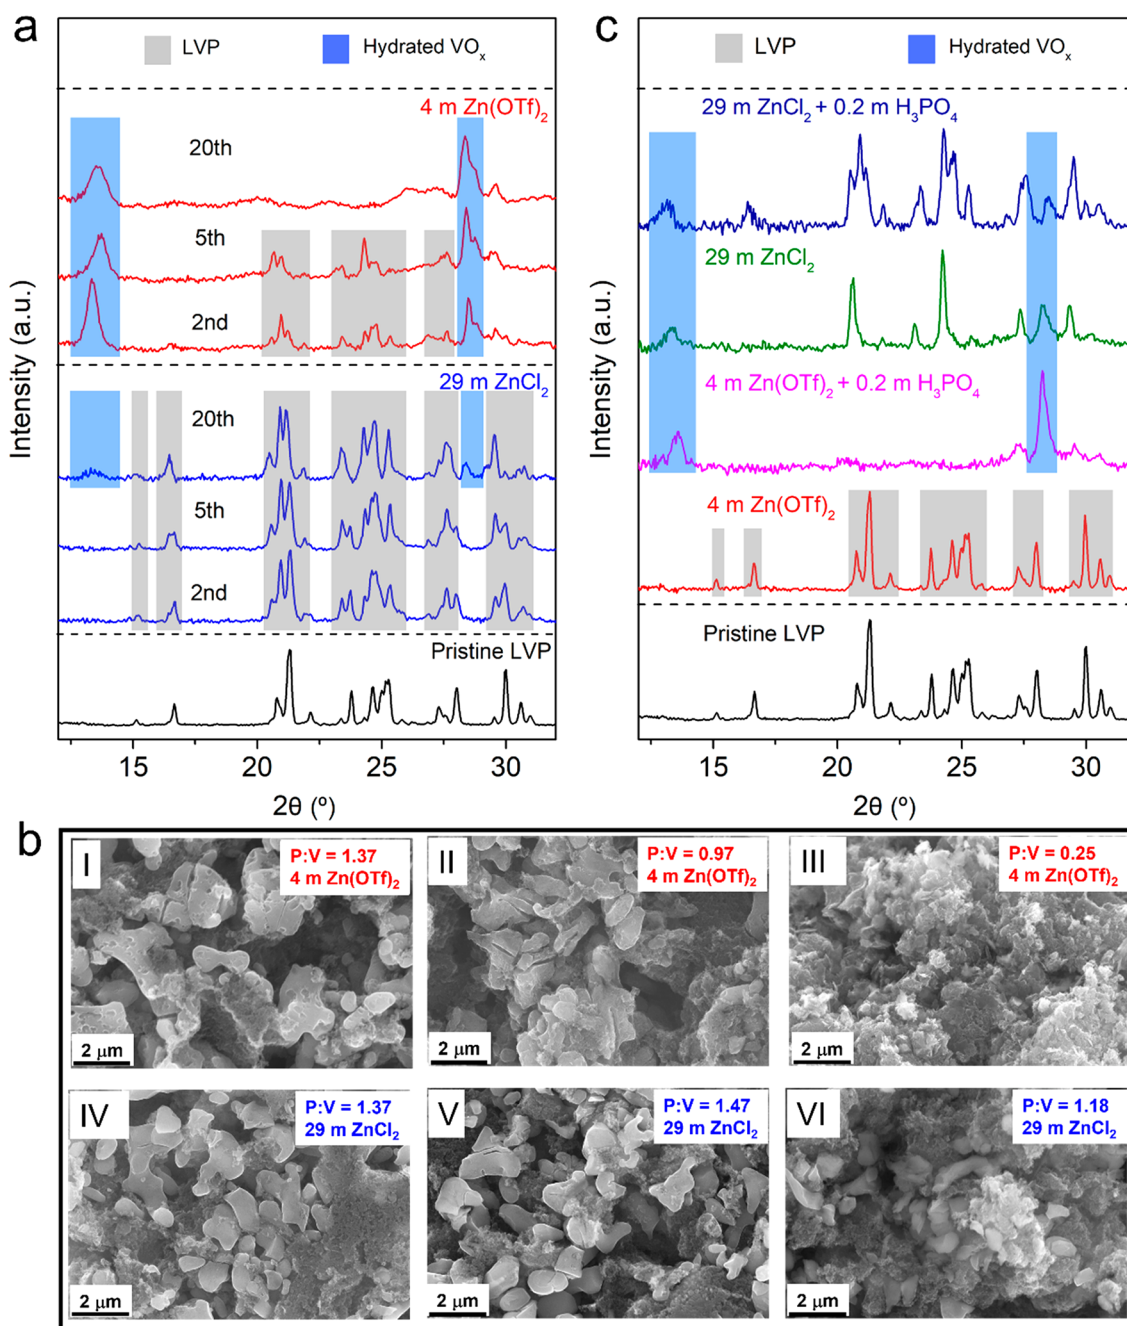 a
LVP
Hydrated VOₓ
4 m Zn(OTf)₂
20th
5th
2nd
29 m ZnCl₂
20th
5th
2nd
Pristine LVP
Intensity (a.u.)
15 20 25 30
2θ (º)
c
LVP
Hydrated VOₓ
29 m ZnCl₂ + 0.2 m H₃PO₄
29 m ZnCl₂
4 m Zn(OTf)₂ + 0.2 m H₃PO₄
4 m Zn(OTf)₂
Pristine LVP
Intensity (a.u.)
15 20 25 30
2θ (º)
b
I
P:V = 1.37
4 m Zn(OTf)₂
2 μm
II
P:V = 0.97
4 m Zn(OTf)₂
2 μm
III
P:V = 0.25
4 m Zn(OTf)₂
2 μm
IV
P:V = 1.37
29 m ZnCl₂
2 μm
V
P:V = 1.47
29 m ZnCl₂
2 μm
VI
P:V = 1.18
29 m ZnCl₂
2 μm